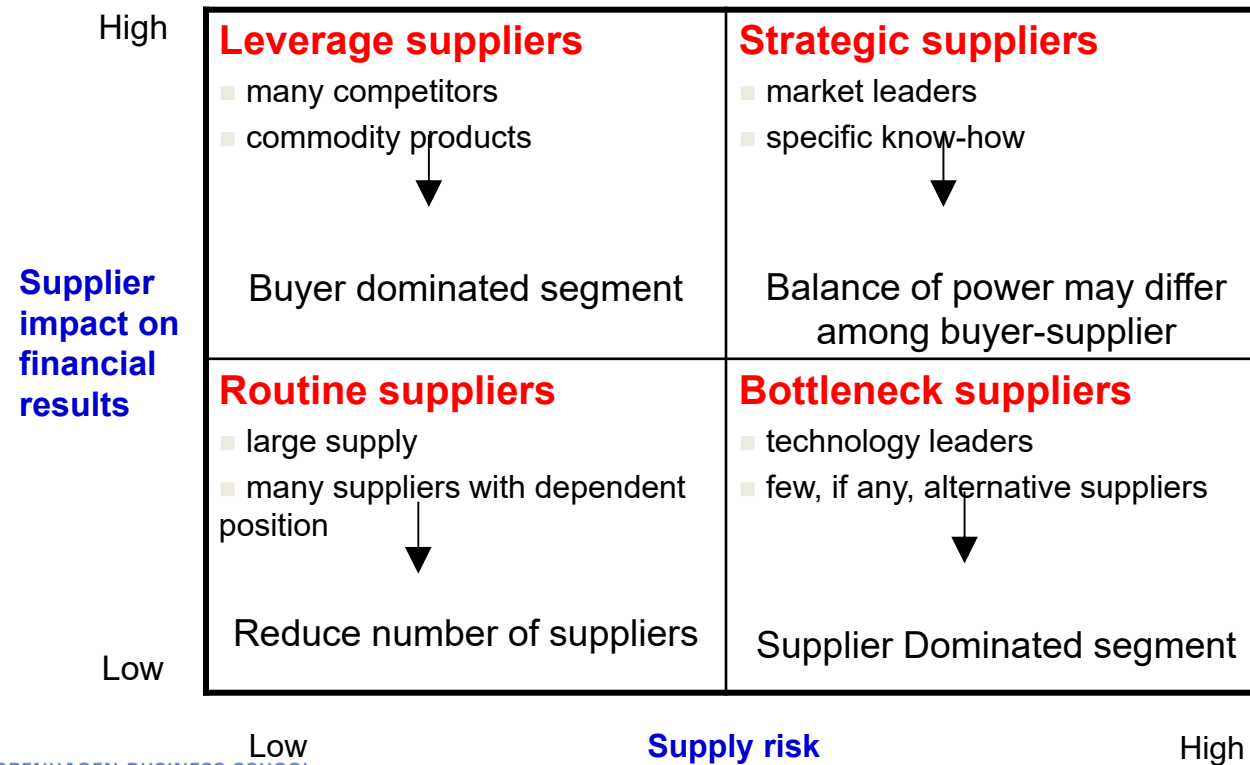 High
Leverage suppliers
many competitors
commodity products
Buyer dominated segment
Strategic suppliers
market leaders
specific know-how
Balance of power may differ
among buyer-supplier
Supplier
impact on
financial
results
Routine suppliers
large supply
many suppliers with dependent
position
Reduce number of suppliers
Bottleneck suppliers
technology leaders
few, if any, alternative suppliers
Supplier Dominated segment
Low
Low
Supply risk
High
COPENHAGEN BUSINESS SCHOOL